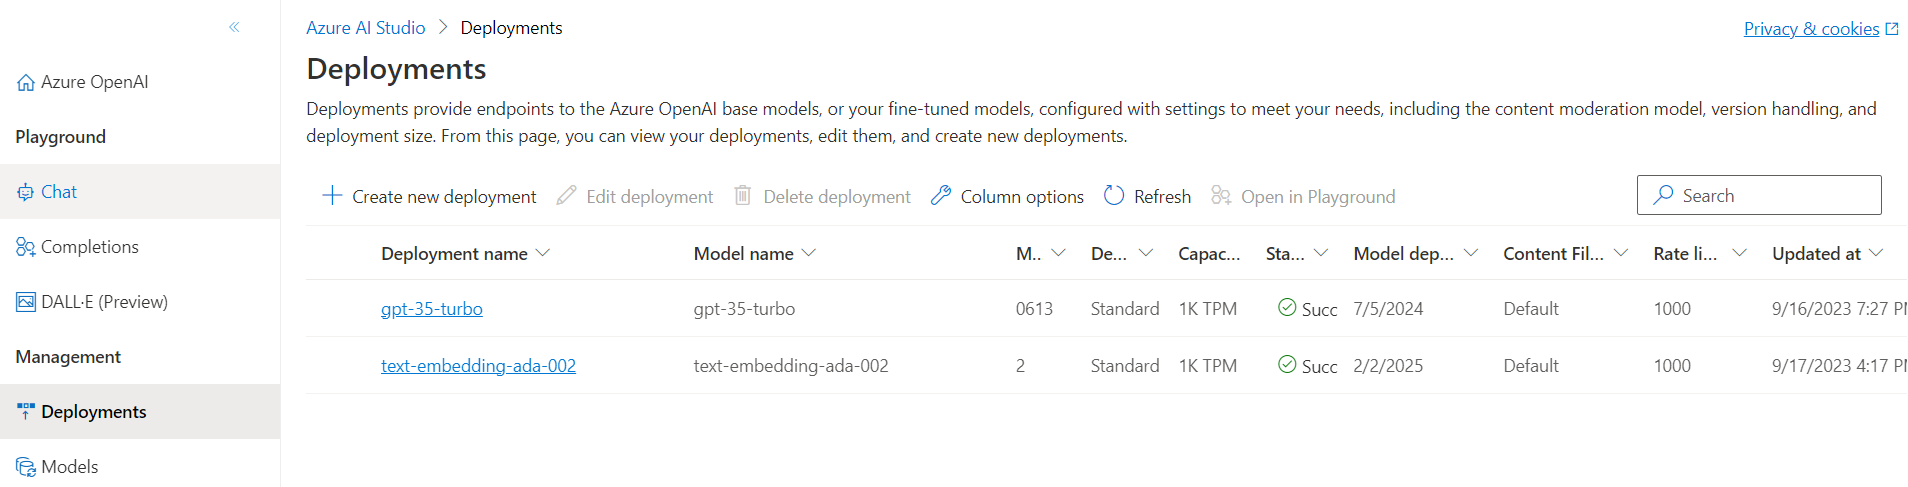 «
Azure OpenAI
Playground
Chat
Completions
DALL·E (Preview)
Management
Deployments
Models
Azure AI Studio > Deployments
Privacy & cookies
Deployments
Deployments provide endpoints to the Azure OpenAI base models, or your fine-tuned models, configured with settings to meet your needs, including the content moderation model, version handling, and
deployment size. From this page, you can view your deployments, edit them, and create new deployments.
Create new deployment Edit deployment Delete deployment Column options Refresh Open in Playground Search
Deployment name Model name M.. De... Capac... Sta... Model dep... Content Fil... Rate li... Updated at
gpt-35-turbo gpt-35-turbo 0613 Standard 1K TPM Succ 7/5/2024 Default 1000 9/16/2023 7:27 PM
text-embedding-ada-002 text-embedding-ada-002 2 Standard 1K TPM Succ 2/2/2025 Default 1000 9/17/2023 4:17 PM